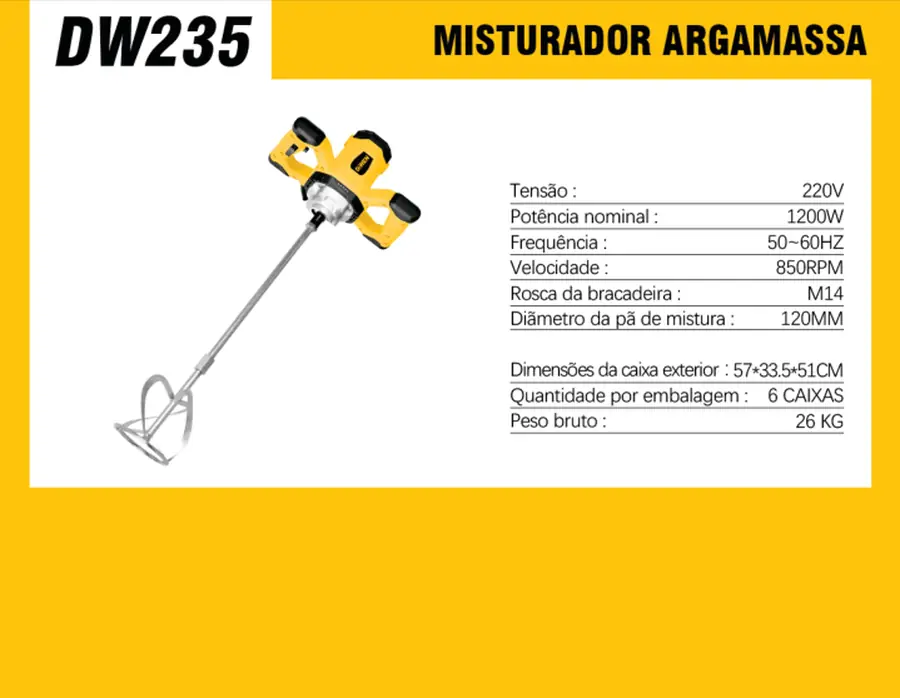 DW235
MISTURADOR ARGAMASSA
Tensão : 220V
Potência nominal : 1200W
Frequência : 50~60HZ
Velocidade : 850RPM
Rosca da bracadeira : M14
Diãmetro da pã de mistura : 120MM
Dimensões da caixa exterior : 57*33.5*51CM
Quantidade por embalagem : 6 CAIXAS
Peso bruto : 26 KG